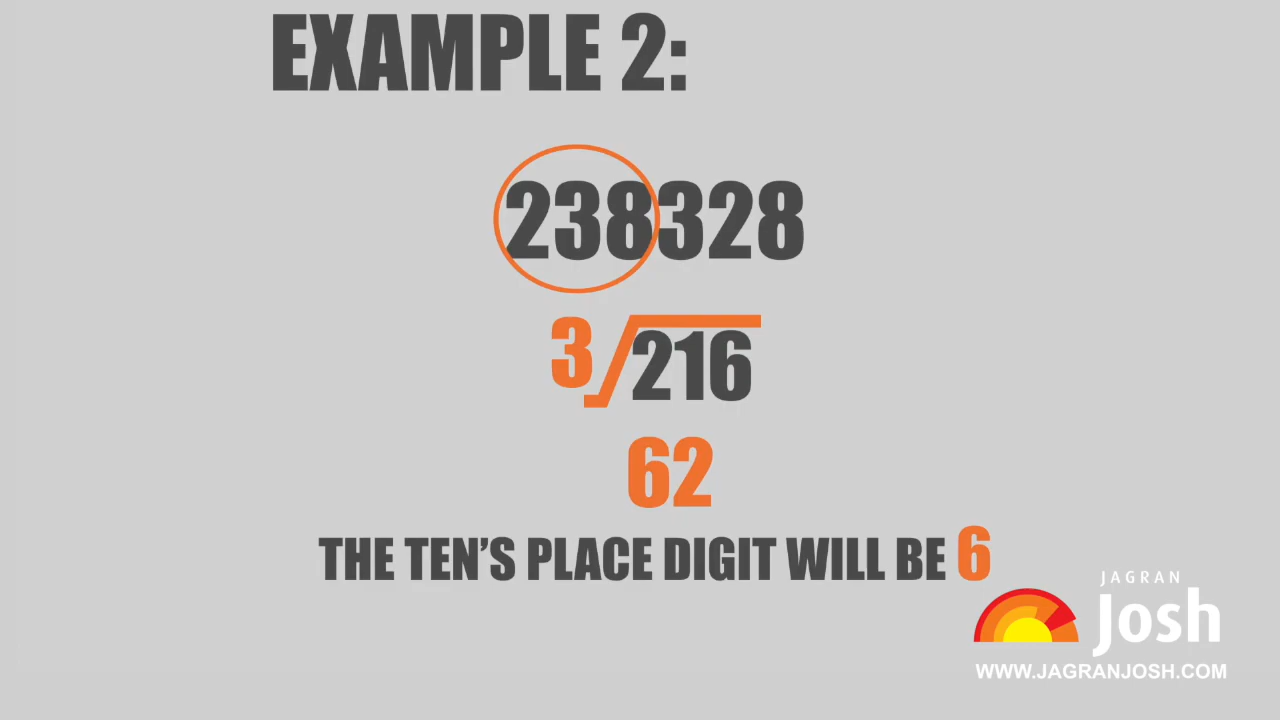 EXAMPLE 2:
238328
3√216
62
THE TEN'S PLACE DIGIT WILL BE 6
JAGRAN
Josh
WWW.JAGRANJOSH.COM